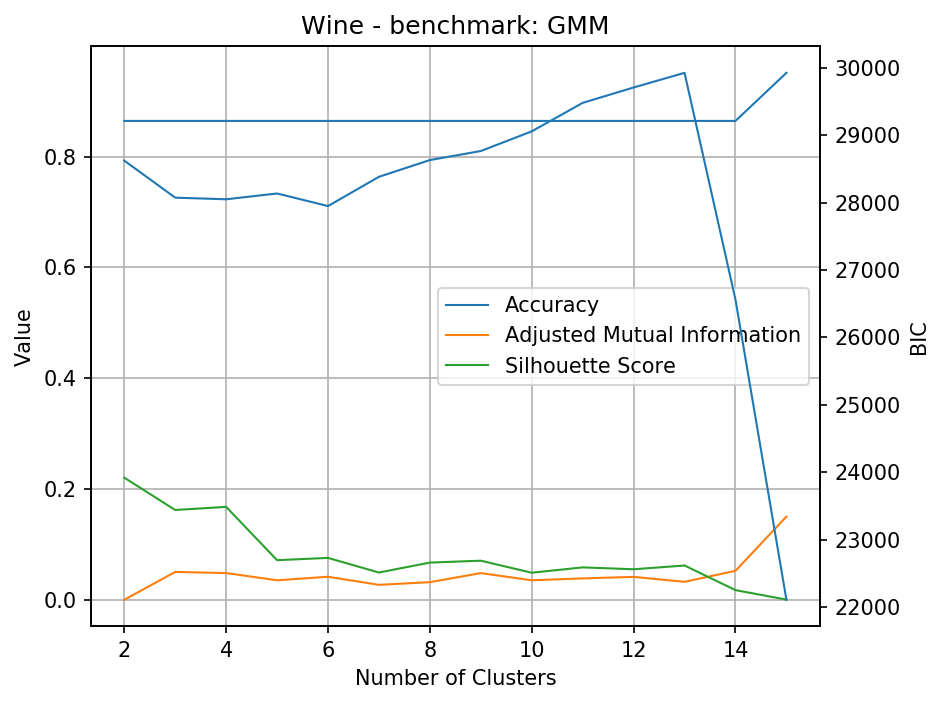 Wine - benchmark: GMM
Value
0.8
0.6
0.4
0.2
0.0
30000
29000
28000
27000
26000
25000
24000
23000
22000
BIC
Accuracy
Adjusted Mutual Information
Silhouette Score
2 4 6 8 10 12 14
Number of Clusters